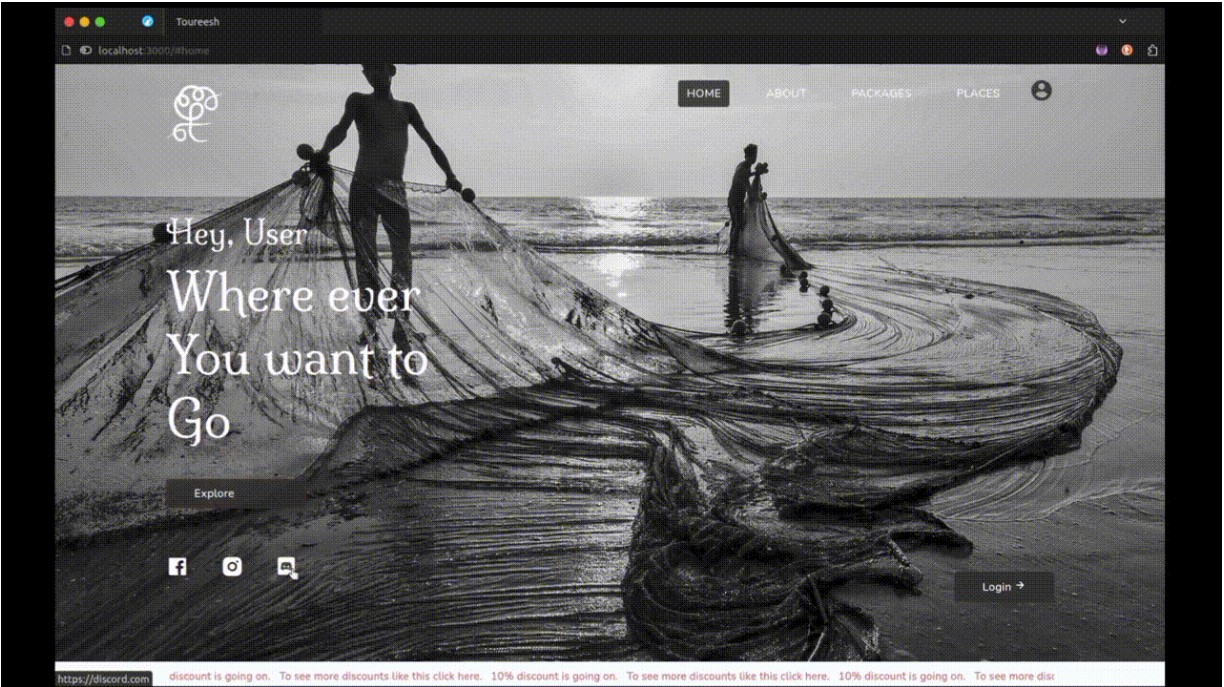 Toureesh
localhost:3000/#home
HOME ABOUT PACKAGES PLACES
Hey, User
Where ever
You want to
Go
Explore
Login →
https://discord.com
discount is going on. To see more discounts like this click here. 10% discount is going on. To see more discounts like this click here. 10% discount is going on. To see more disc